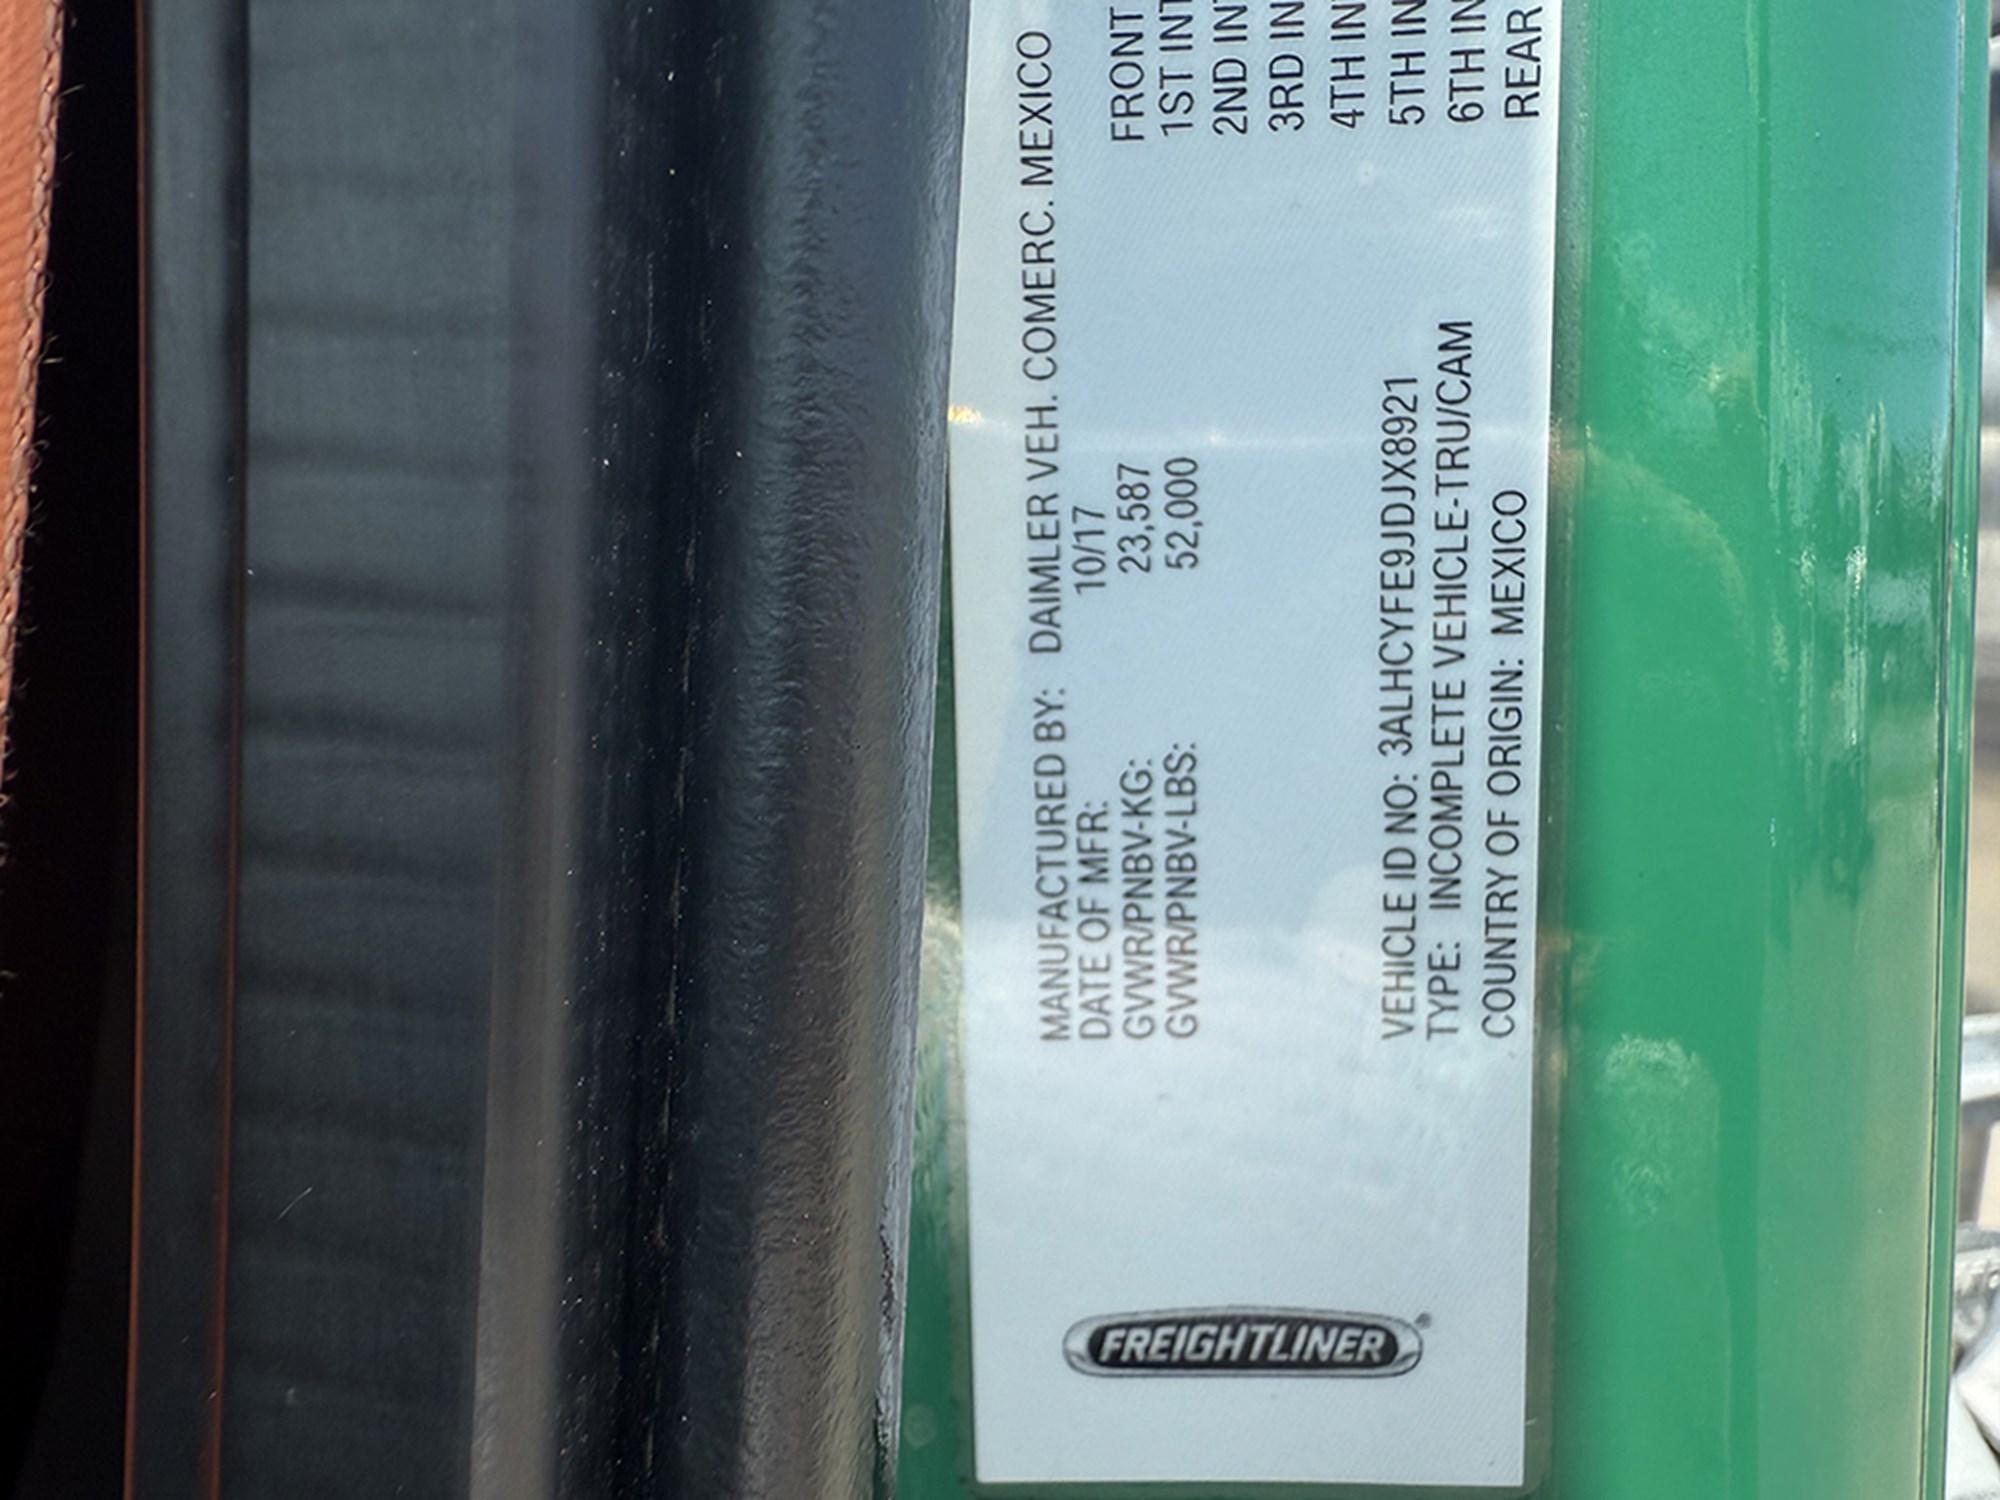 FREIGHTLINER®
MANUFACTURED BY: DAIMLER VEH. COMERC. MEXICO
DATE OF MFR: 10/17
GVWR/PNBV-KG: 23,587
GVWR/PNBV-LBS: 52,000
VEHICLE ID NO: 3ALHCYFE9JDJX8921
TYPE: INCOMPLETE VEHICLE-TRU/CAM
COUNTRY OF ORIGIN: MEXICO
FRONT
1ST INT
2ND INT
3RD IN
4TH IN
5TH IN
6TH IN
REAR